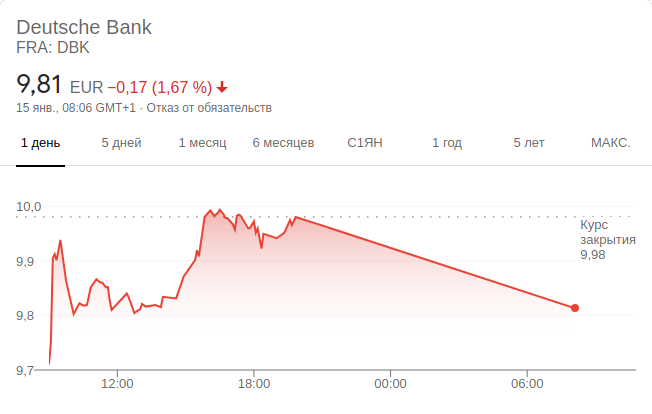 Deutsche Bank
FRA: DBK
9,81 EUR −0,17 (1,67 %)
15 янв., 08:06 GMT+1 · Отказ от обязательств
1 день 5 дней 1 месяц 6 месяцев С1ЯН 1 год 5 лет МАКС.
10,0
Курс
закрытия
9,98
9,9
9,8
9,7
12:00 18:00 00:00 06:00